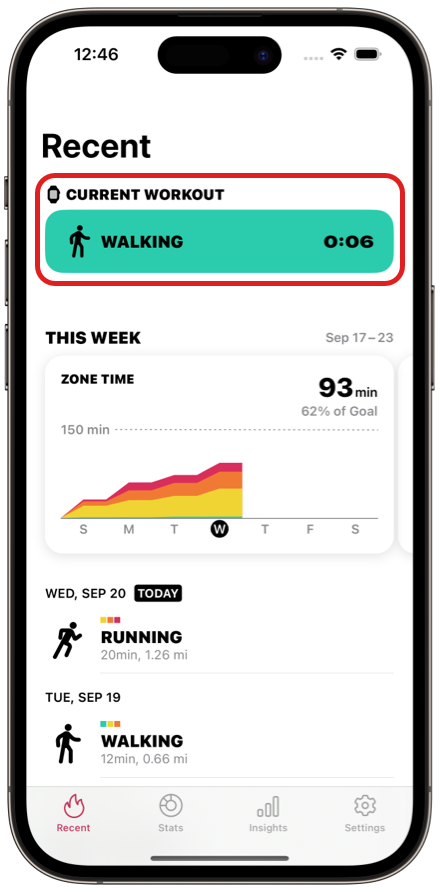 12:46
Recent
CURRENT WORKOUT
WALKING 0:06
THIS WEEK Sep 17–23
ZONE TIME
93min
62% of Goal
150 min
S M T W T F S
WED, SEP 20 TODAY
RUNNING
20min, 1.26 mi
TUE, SEP 19
WALKING
12min, 0.66 mi
Recent Stats Insights Settings